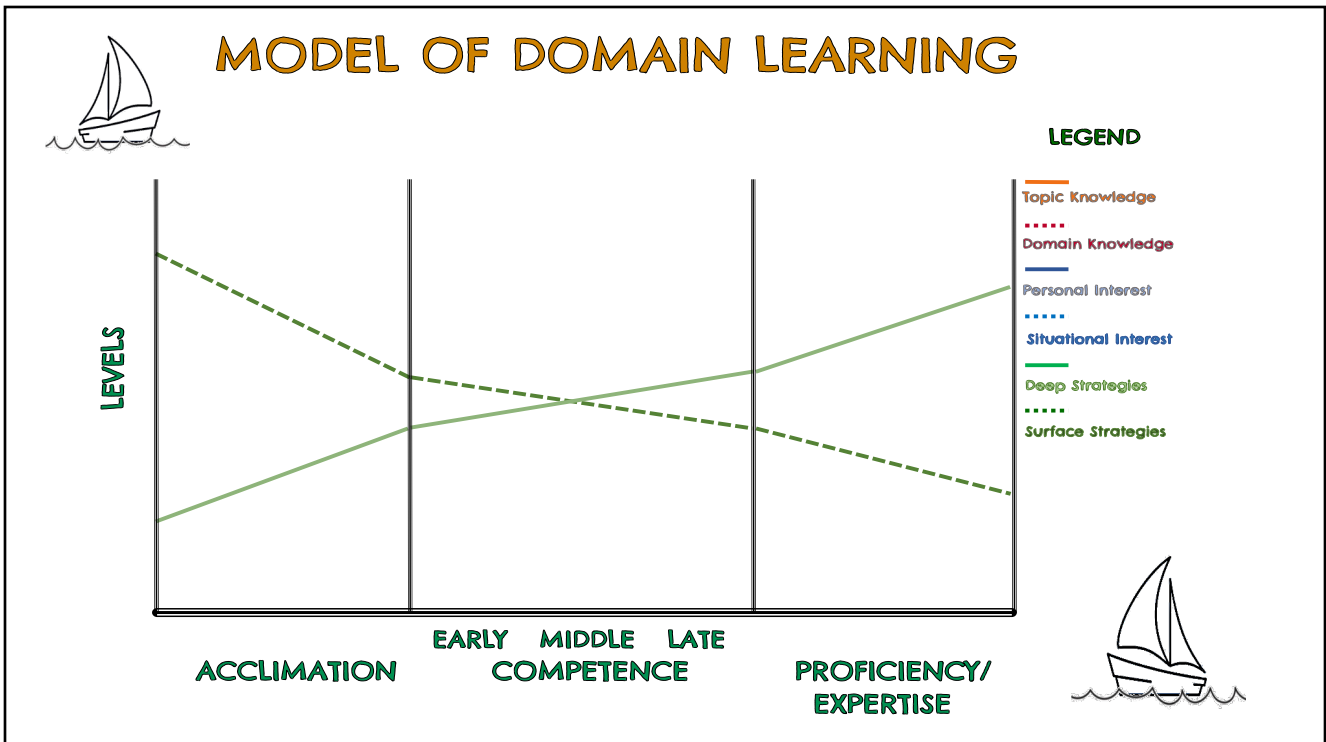 MODEL OF DOMAIN LEARNING
LEGEND
Topic Knowledge
Domain Knowledge
Personal Interest
Situational Interest
Deep Strategies
Surface Strategies
LEVELS
EARLY MIDDLE LATE
ACCLIMATION COMPETENCE PROFICIENCY/
EXPERTISE